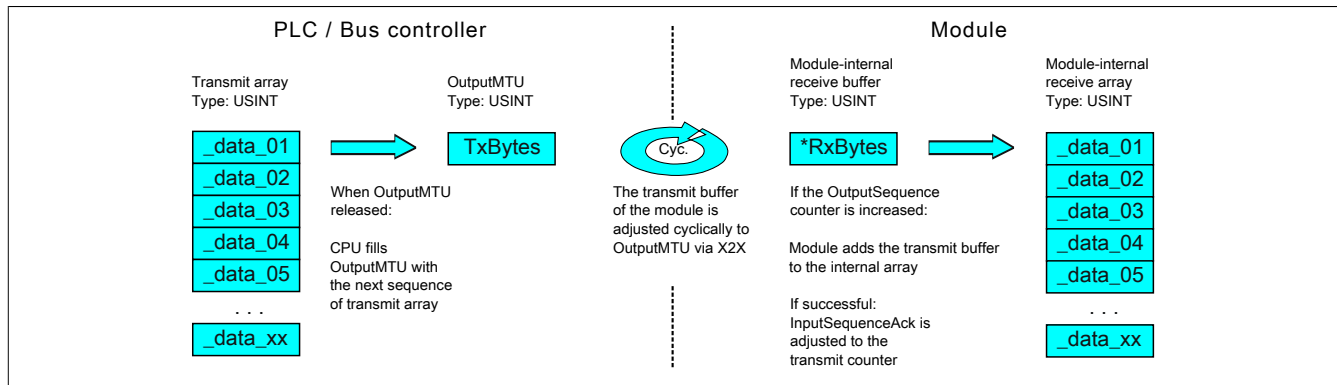 PLC / Bus controller
Module
Transmit array
Type: USINT
OutputMTU
Type: USINT
Module-internal
receive buffer
Type: USINT
Module-internal
receive array
Type: USINT
_data_01
_data_02
_data_03
_data_04
_data_05
. . .
_data_xx
When OutputMTU
released:
CPU fills
OutputMTU with
the next sequence
of transmit array
TxBytes
Cyc.
The transmit buffer
of the module is
adjusted cyclically to
OutputMTU via X2X
*RxBytes
If the OutputSequence
counter is increased:
Module adds the transmit buffer
to the internal array
If successful:
InputSequenceAck is
adjusted to the
transmit counter
_data_01
_data_02
_data_03
_data_04
_data_05
. . .
_data_xx